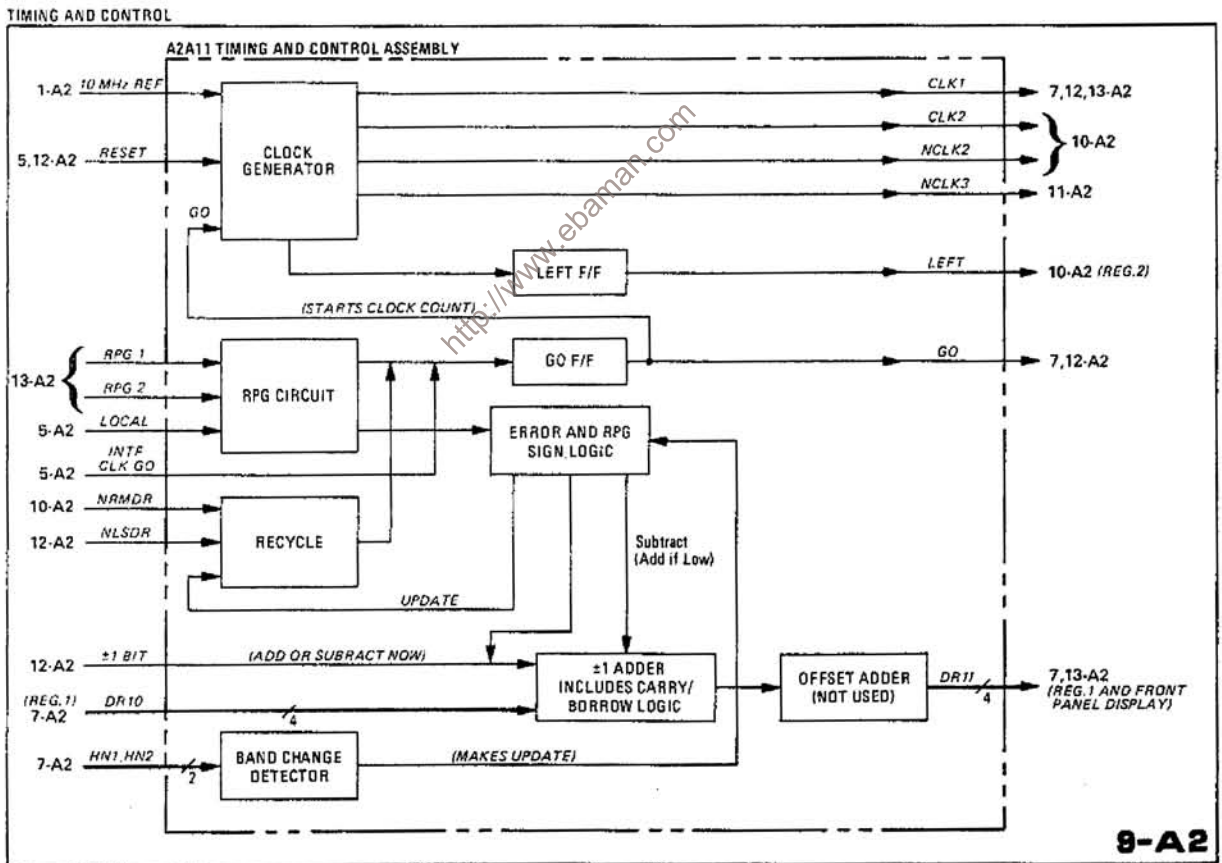 TIMING AND CONTROL
A2A11 TIMING AND CONTROL ASSEMBLY
1-A2 10 MHz REF
5,12-A2 RESET
GO
CLOCK
GENERATOR
CLK1 7,12,13-A2
CLK2
NCLK2
10-A2
NCLK3 11-A2
LEFT F/F
LEFT 10-A2 (REG.2)
(STARTS CLOCK COUNT)
http://www.ebaman.com
13-A2
RPG 1
RPG 2
5-A2 LOCAL
RPG CIRCUIT
GO F/F
GO 7,12-A2
5-A2 INTF
CLK GO
ERROR AND RPG
SIGN LOGIC
10-A2 NRMDR
12-A2 NLSDR
RECYCLE
Subtract
(Add if Low)
UPDATE
12-A2 ±1 BIT (ADD OR SUBTRACT NOW)
(REG.1)
7-A2 DR10
4
±1 ADDER
INCLUDES CARRY/
BORROW LOGIC
OFFSET ADDER
(NOT USED)
DR11
4
7,13-A2
(REG.1 AND FRONT
PANEL DISPLAY)
7-A2 HN1,HN2
2
BAND CHANGE
DETECTOR
(MAKES UPDATE)
9-A2